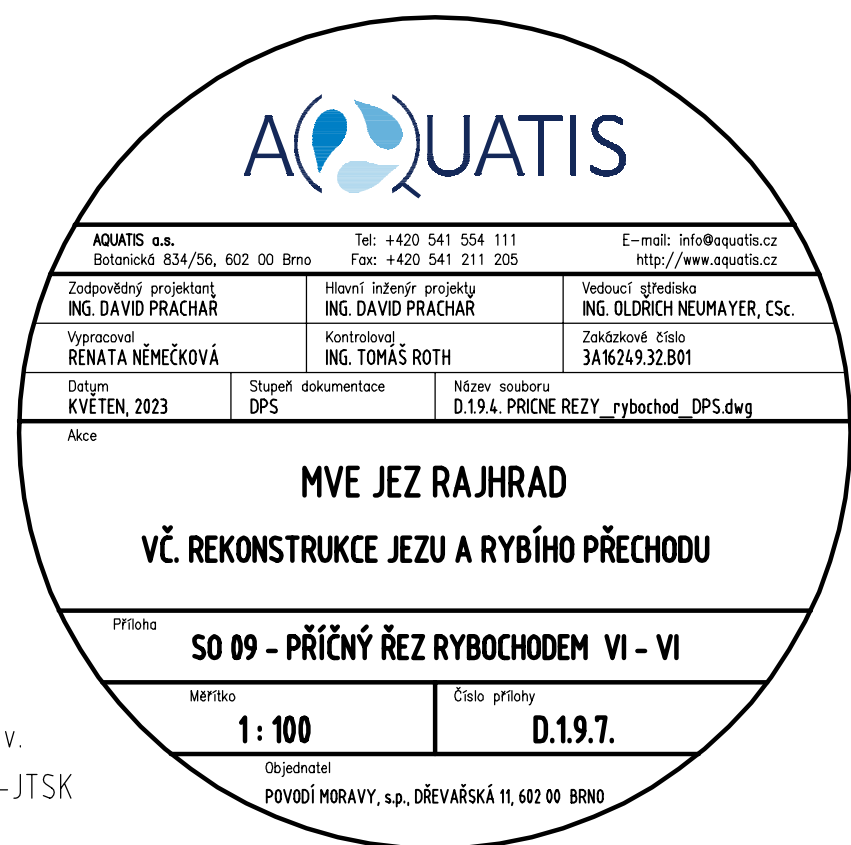 AQUATIS
AQUATIS a.s. Tel: +420 541 554 111 E-mail: info@aquatis.cz
Botanická 834/56, 602 00 Brno Fax: +420 541 211 205 http://www.aquatis.cz
Zodpovědný projektant Hlavní inženýr projektu Vedoucí střediska
ING. DAVID PRACHAŘ ING. DAVID PRACHAŘ ING. OLDŘICH NEUMAYER, CSc.
Vypracoval Kontroloval Zakázkové číslo
RENATA NĚMEČKOVÁ ING. TOMÁŠ ROTH 3A16249.32.B01
Datum Stupeň dokumentace Název souboru
KVĚTEN, 2023 DPS D.1.9.4. PRICNE REZY_rybochod_DPS.dwg
Akce
MVE JEZ RAJHRAD
VČ. REKONSTRUKCE JEZU A RYBÍHO PŘECHODU
Příloha
SO 09 - PŘÍČNÝ ŘEZ RYBOCHODEM VI - VI
Měřítko Číslo přílohy
1 : 100 D.1.9.7.
v.
-JTSK
Objednatel
POVODÍ MORAVY, s.p., DŘEVAŘSKÁ 11, 602 00 BRNO